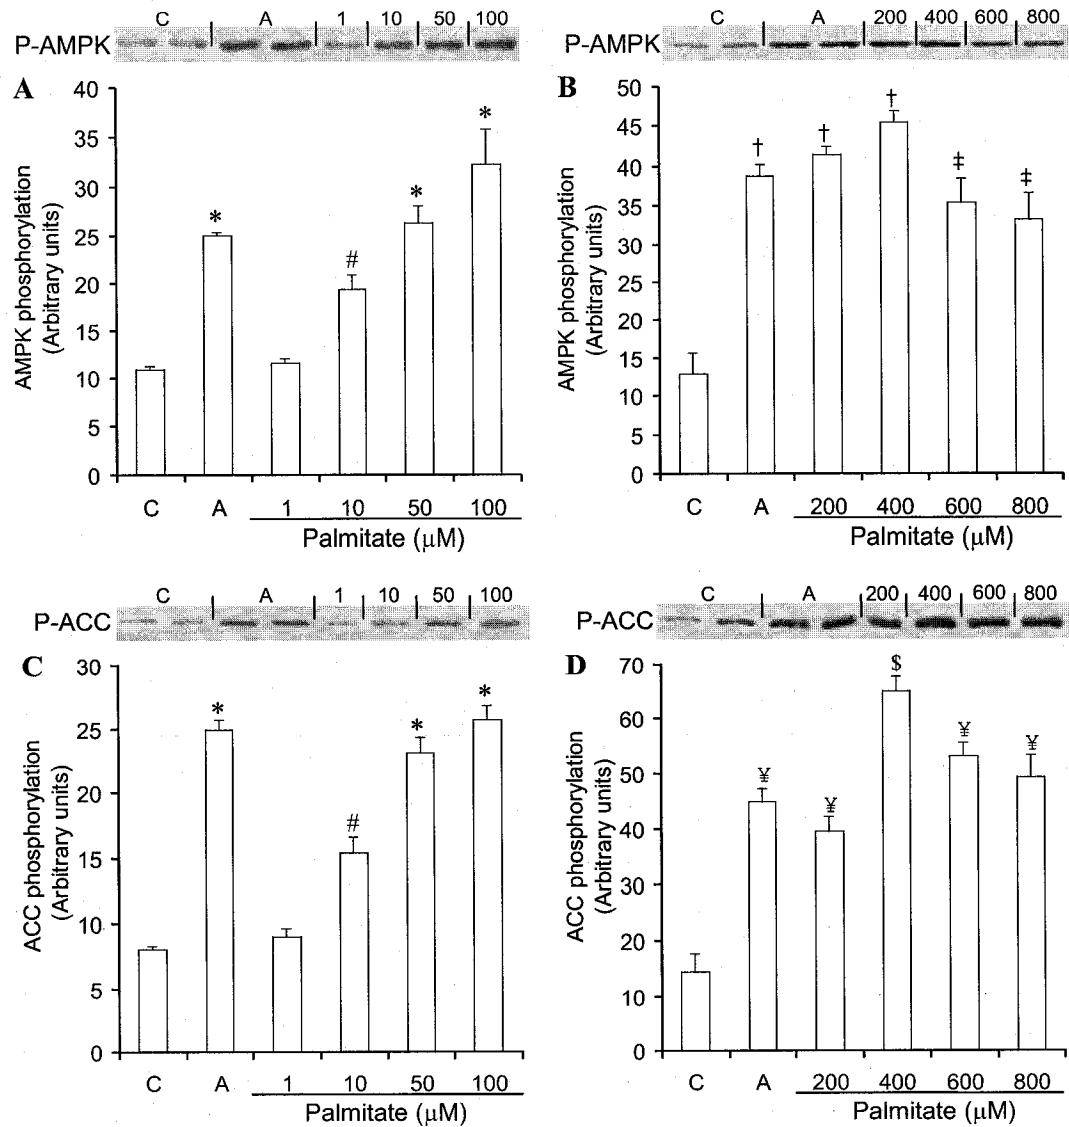 C A 1 10 50 100
P-AMPK
A
40
35
30
25
20
15
10
5
0
AMPK phosphorylation
(Arbitrary units)
* # * *
C A 1 10 50 100
Palmitate (μM)
C A 200 400 600 800
P-AMPK
B
50
45
40
35
30
25
20
15
10
5
0
AMPK phosphorylation
(Arbitrary units)
† † † ‡ ‡
C A 200 400 600 800
Palmitate (μM)
C A 1 10 50 100
P-ACC
C
30
25
20
15
10
5
0
ACC phosphorylation
(Arbitrary units)
* # * *
C A 1 10 50 100
Palmitate (μM)
C A 200 400 600 800
P-ACC
D
70
60
50
40
30
20
10
0
ACC phosphorylation
(Arbitrary units)
¥ ¥ $ ¥ ¥
C A 200 400 600 800
Palmitate (μM)